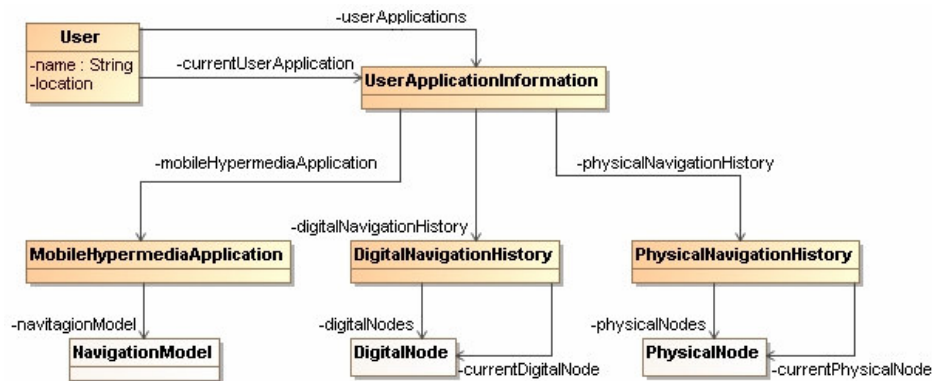 -userApplications
User
-name : String
-location
-currentUserApplication
UserApplicationInformation
-mobileHypermediaApplication
-physicalNavigationHistory
-digitalNavigationHistory
MobileHypermediaApplication
DigitalNavigationHistory
PhysicalNavigationHistory
-navitagionModel
-digitalNodes
-physicalNodes
NavigationModel
DigitalNode
PhysicalNode
-currentDigitalNode
-currentPhysicalNode